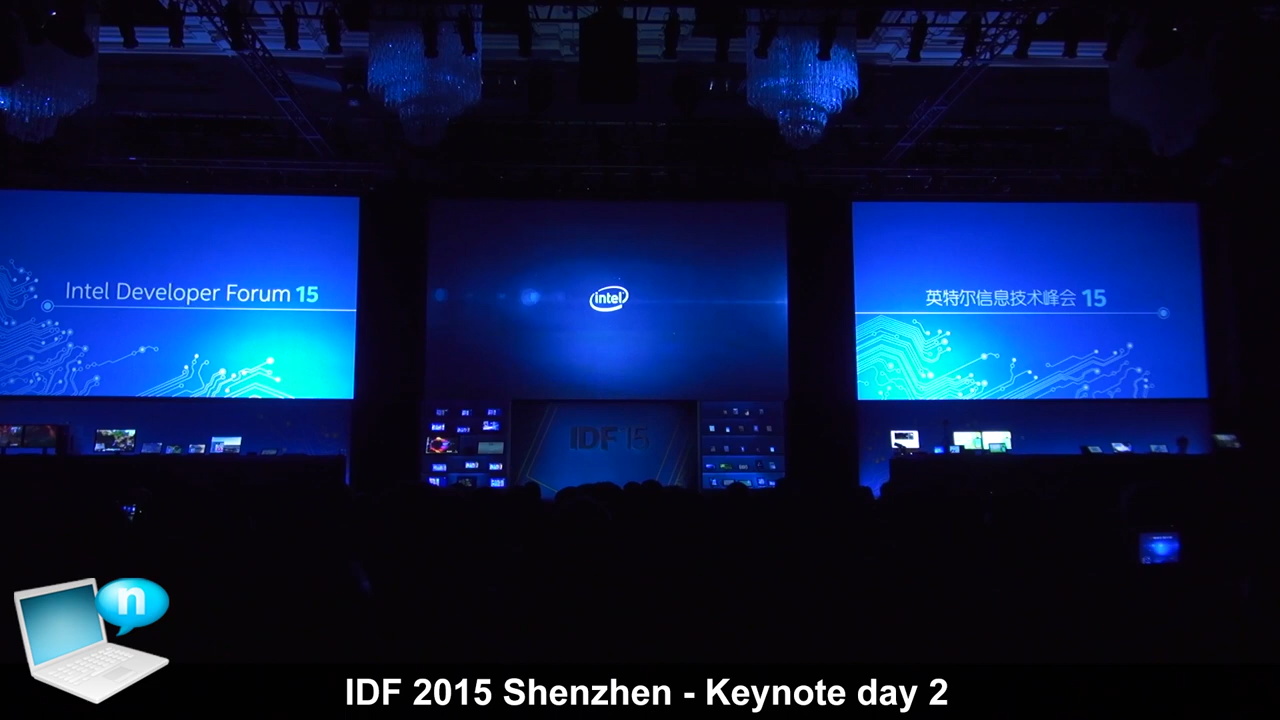 Intel Developer Forum 15
intel
英特尔信息技术峰会 15
IDF 15
n
IDF 2015 Shenzhen - Keynote day 2